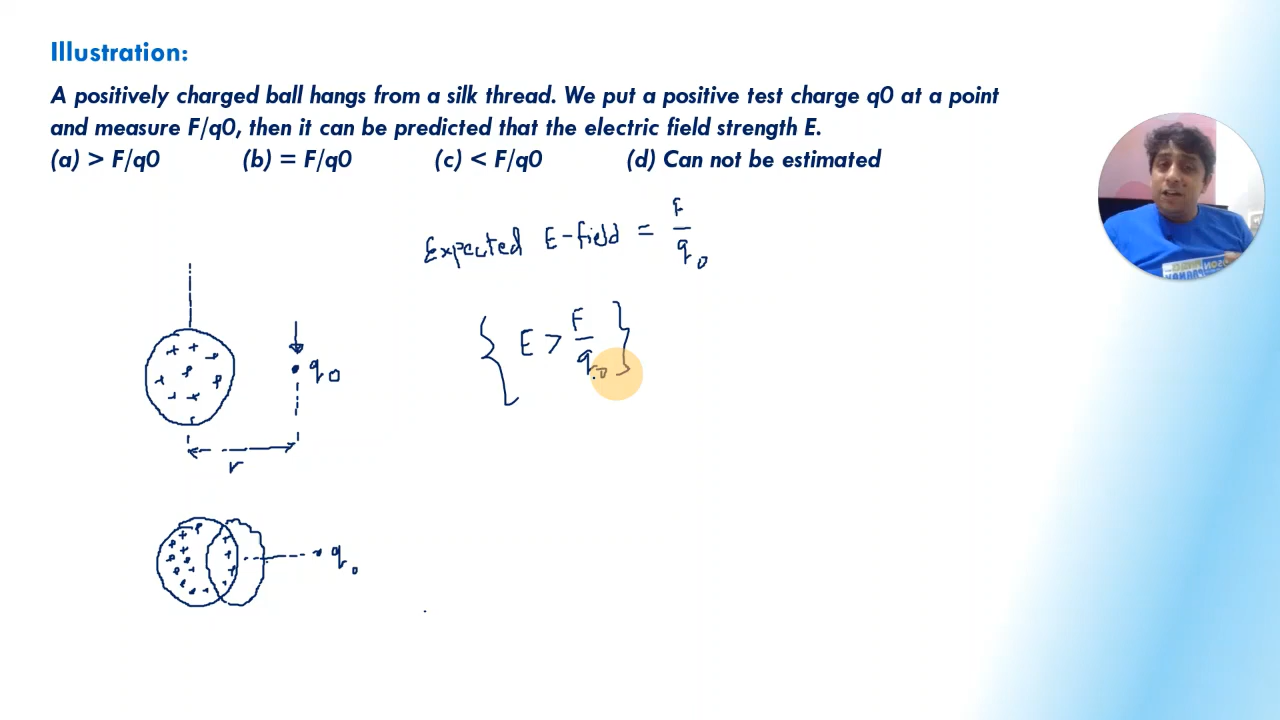 Illustration:
A positively charged ball hangs from a silk thread. We put a positive test charge q0 at a point
and measure F/q0, then it can be predicted that the electric field strength E.
(a) > F/q0 (b) = F/q0 (c) < F/q0 (d) Can not be estimated
Expected E-field = F/q0
{ E > F/q0 }
+ + + + + + + + +
q0
r
+ + + + + + + + + + + + + +
q0